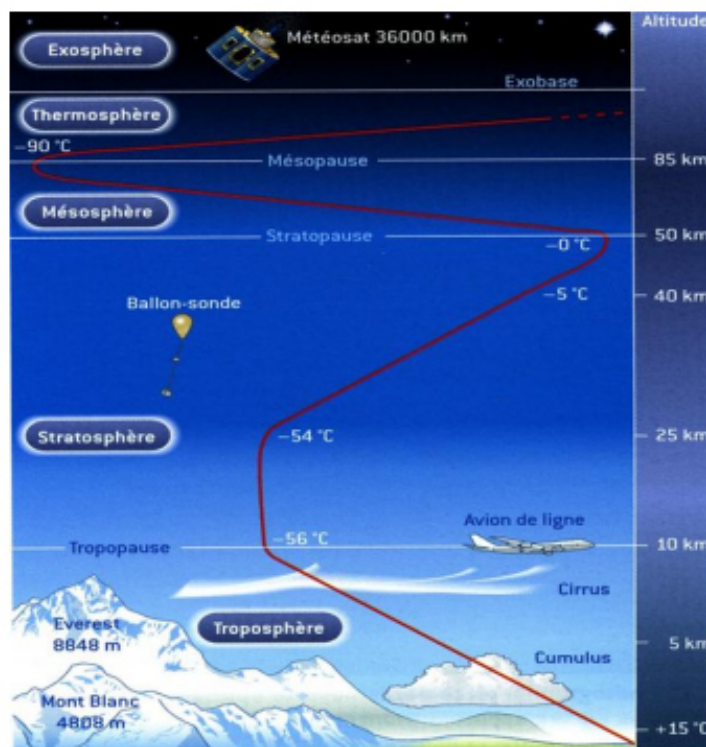 Altitude
Météosat 36000 km
Exosphère
Exobase
Thermosphère
–90 °C
Mésopause
85 km
Mésosphère
Stratopause
50 km
–0 °C
–5 °C
40 km
Ballon-sonde
Stratosphère
–54 °C
25 km
Avion de ligne
–56 °C
Tropopause
10 km
Cirrus
Everest
8848 m
Troposphère
5 km
Cumulus
Mont Blanc
4808 m
+15 °C